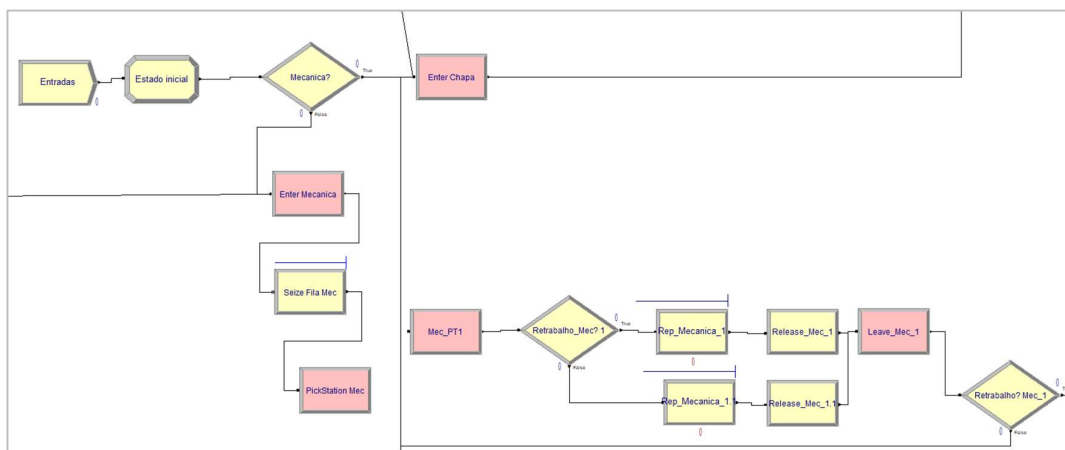 Entradas
Estado inicial
Mecanica?
0
True
0
False
0
Enter Chapa
Enter Mecanica
Seize Fila Mec
PickStation Mec
Mec_PT1
Retrabalho_Mec? 1
0
True
0
False
Rep_Mecanica_1
0
Release_Mec_1
Leave_Mec_1
Rep_Mecanica_1.1
0
Release_Mec_1.1
Retrabalho? Mec_1
0
0
False